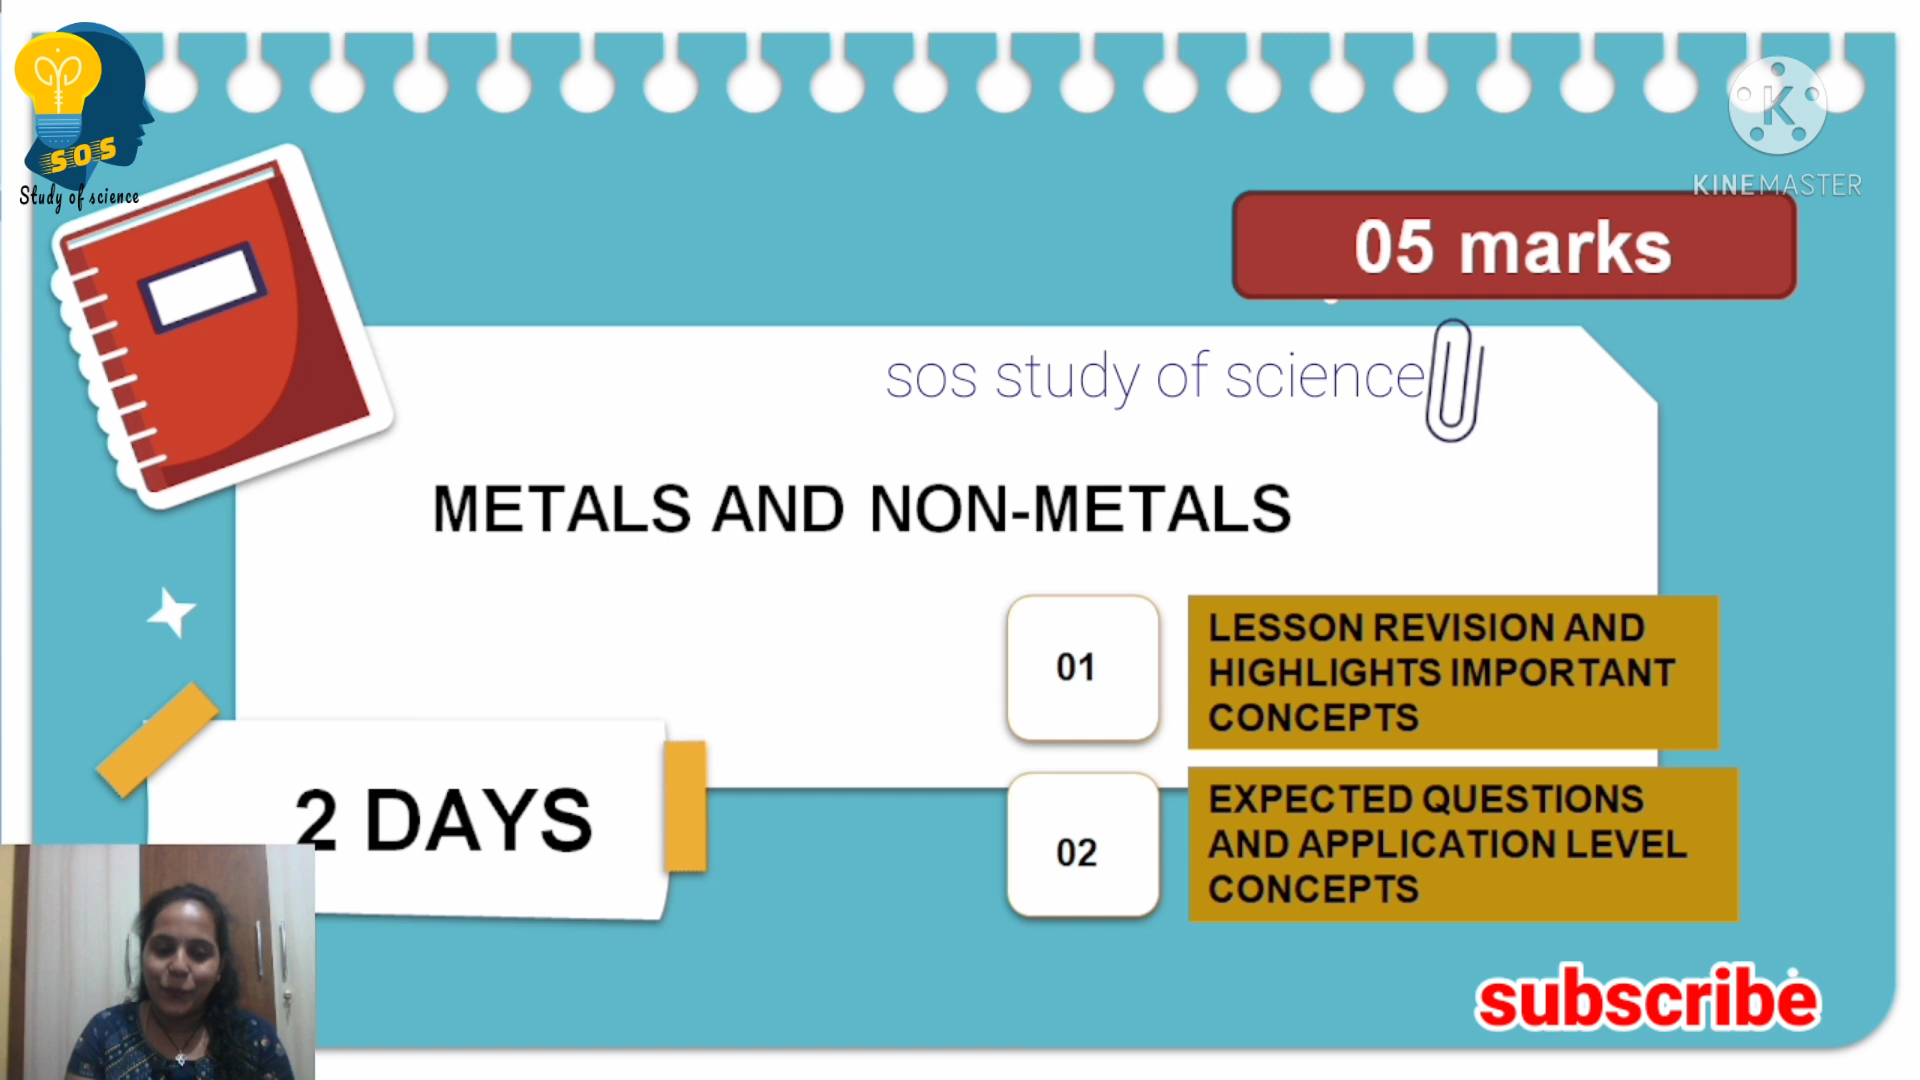 SOS
Study of science
K
KINEMASTER
05 marks
sos study of science
METALS AND NON-METALS
01
LESSON REVISION AND
HIGHLIGHTS IMPORTANT
CONCEPTS
2 DAYS
02
EXPECTED QUESTIONS
AND APPLICATION LEVEL
CONCEPTS
subscribe